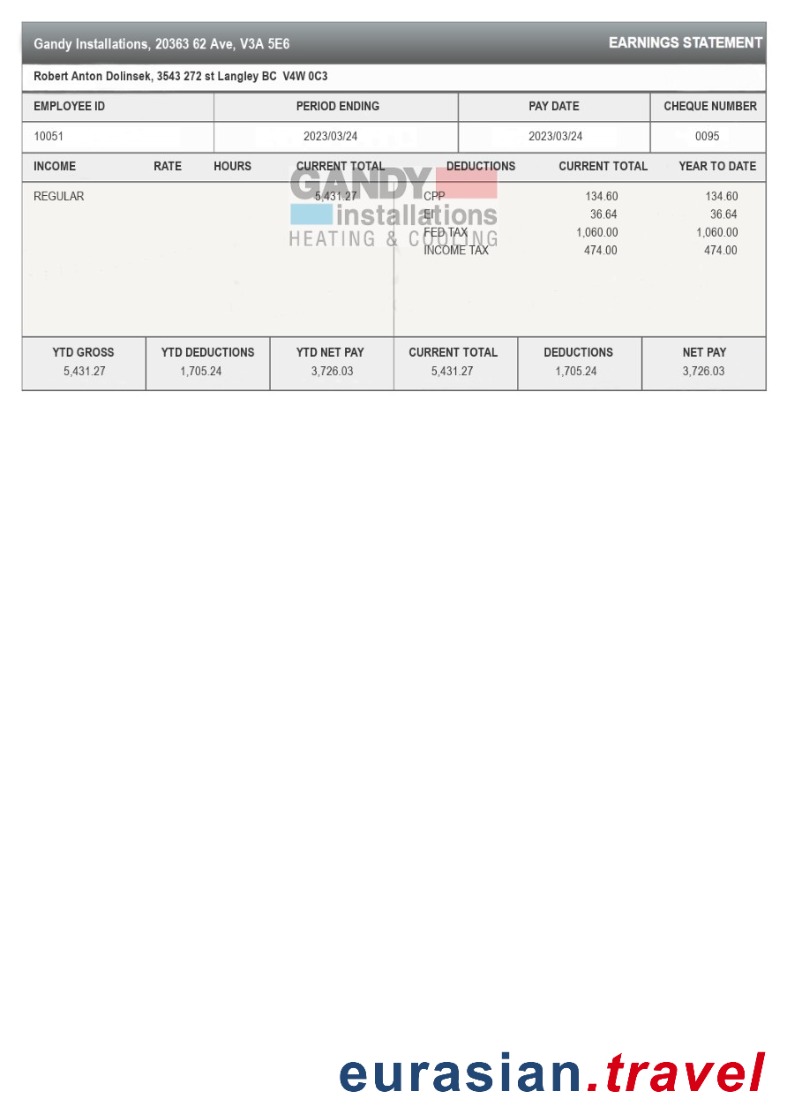 Gandy Installations, 20363 62 Ave, V3A 5E6 EARNINGS STATEMENT
Robert Anton Dolinsek, 3543 272 st Langley BC V4W 0C3
EMPLOYEE ID PERIOD ENDING PAY DATE CHEQUE NUMBER
10051 2023/03/24 2023/03/24 0095
INCOME RATE HOURS CURRENT TOTAL DEDUCTIONS CURRENT TOTAL YEAR TO DATE
GANDY
installations
HEATING & COOLING
REGULAR 5,431.27 CPP 134.60 134.60
EI 36.64 36.64
FED TAX 1,060.00 1,060.00
INCOME TAX 474.00 474.00
YTD GROSS YTD DEDUCTIONS YTD NET PAY CURRENT TOTAL DEDUCTIONS NET PAY
5,431.27 1,705.24 3,726.03 5,431.27 1,705.24 3,726.03
eurasian.travel